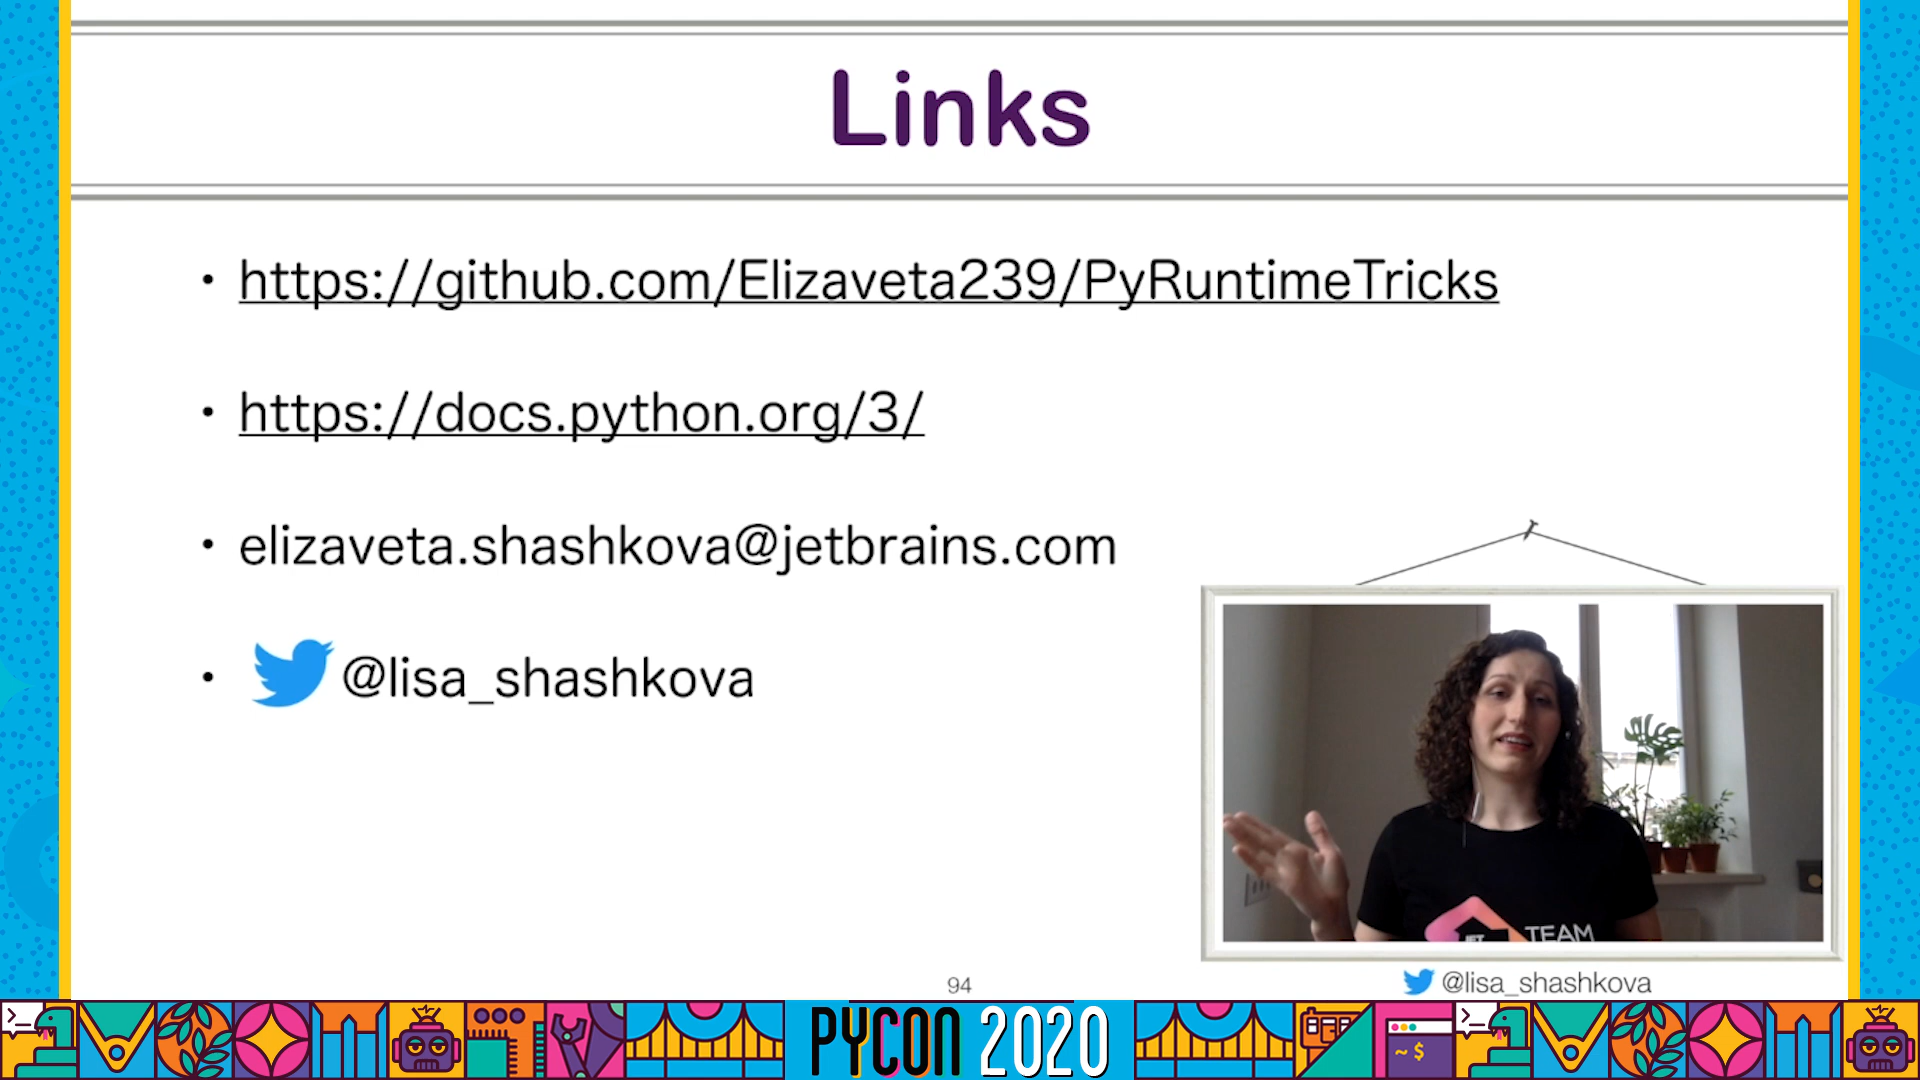 Links
• https://github.com/Elizaveta239/PyRuntimeTricks
• https://docs.python.org/3/
• elizaveta.shashkova@jetbrains.com
• @lisa_shashkova
JET TEAM
94
@lisa_shashkova
PYCON 2020
~ $